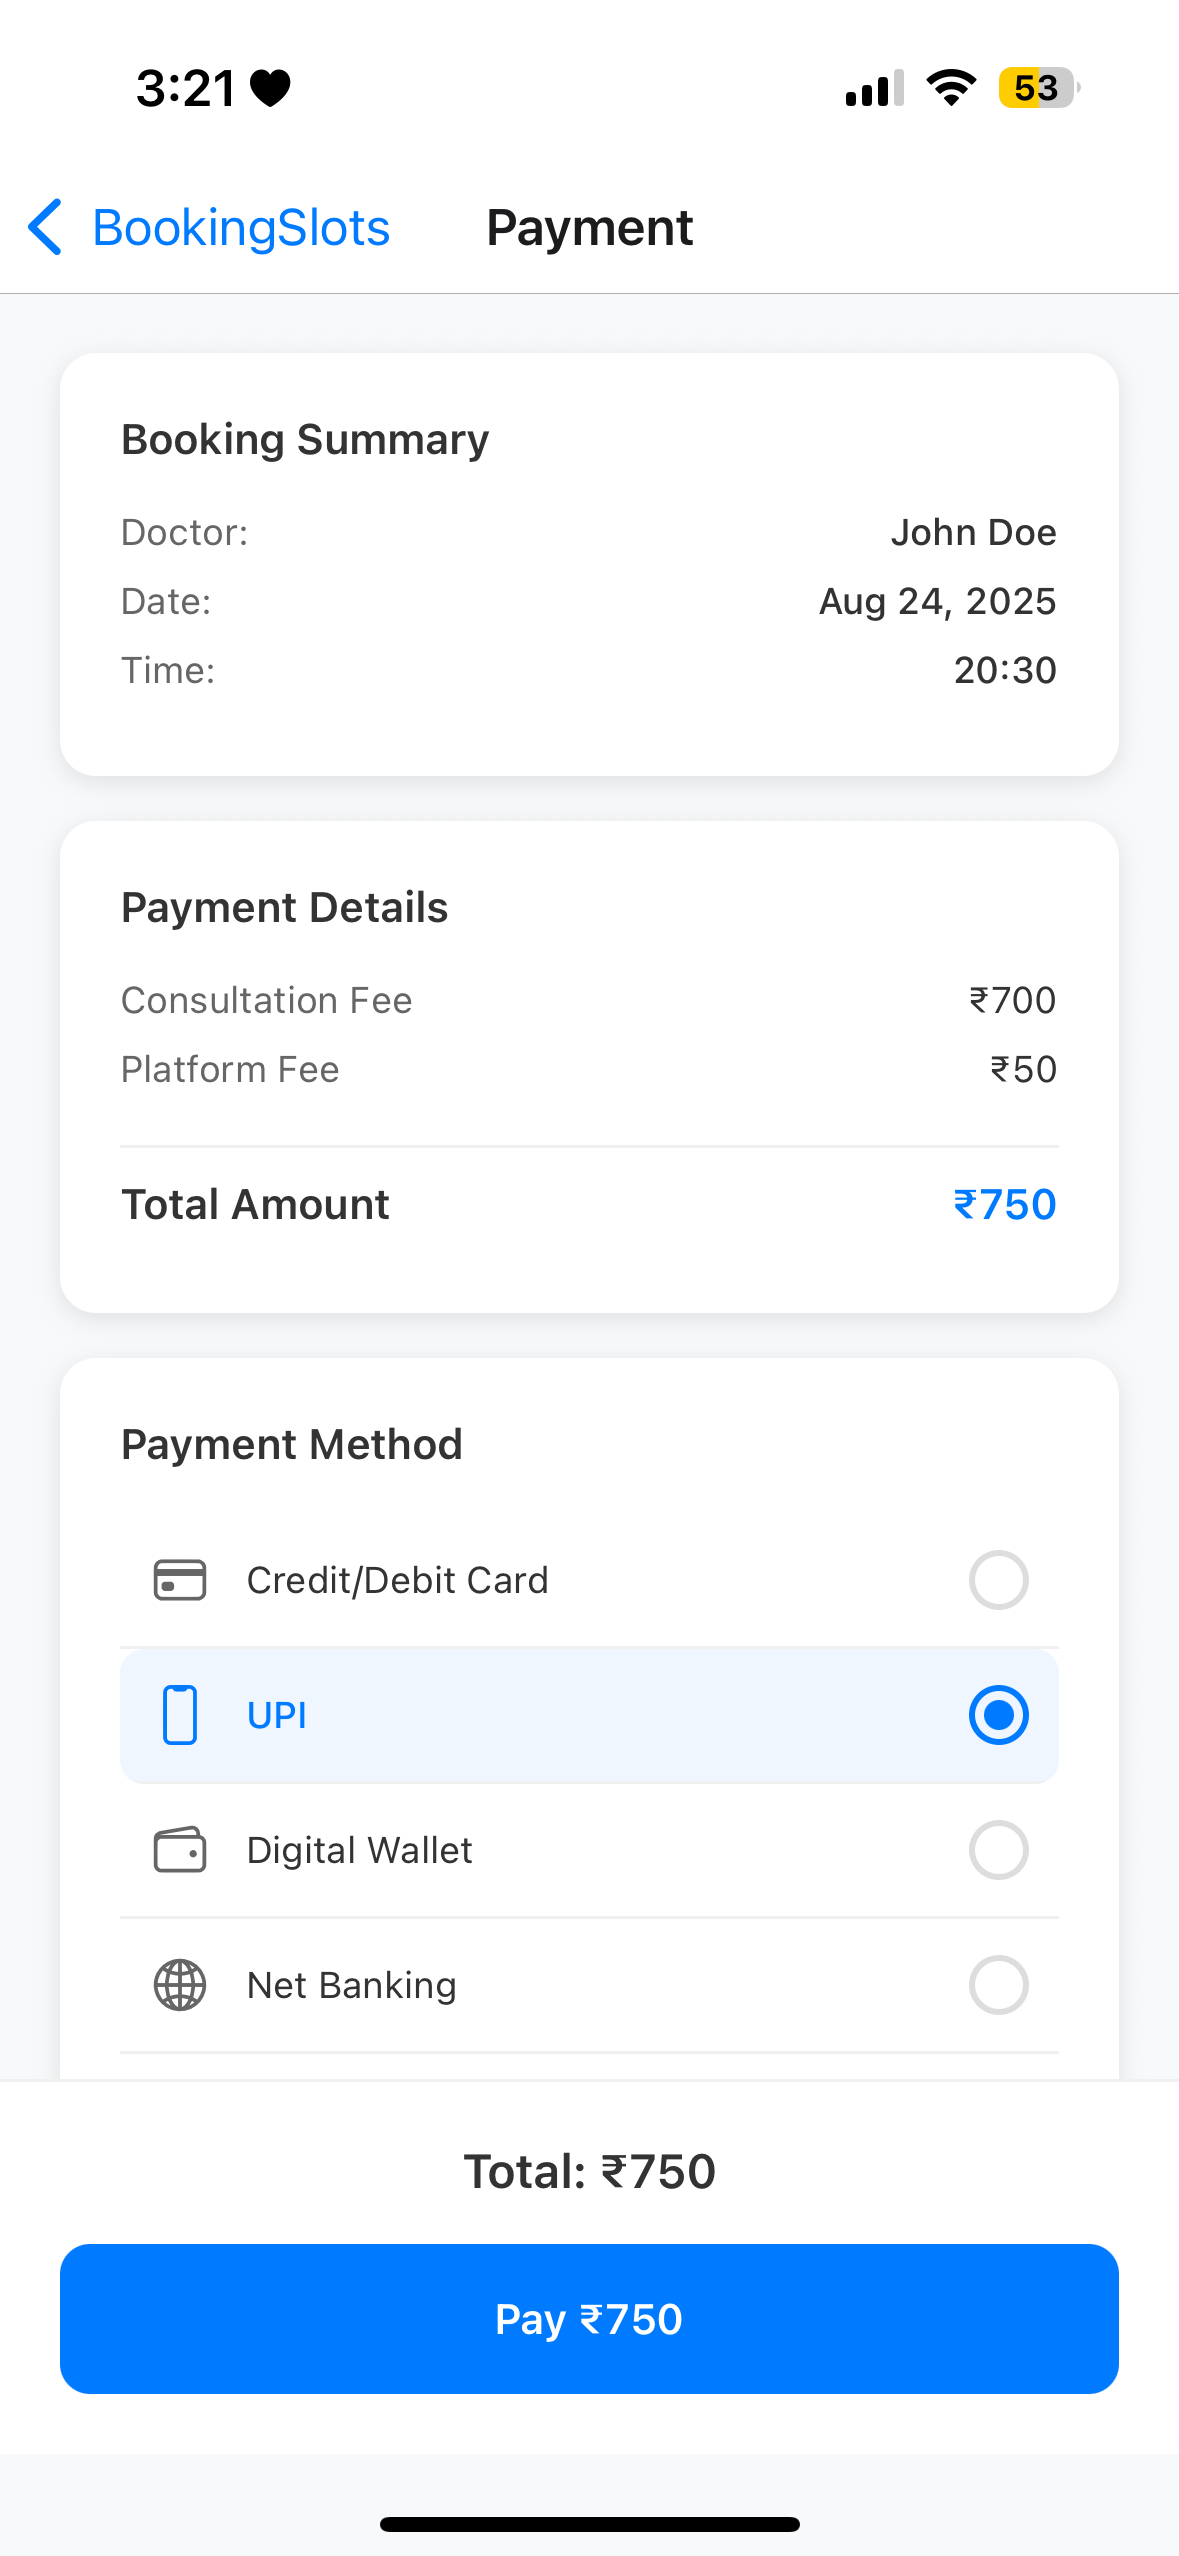 3:21
53
BookingSlots
Payment
Booking Summary
Doctor: John Doe
Date: Aug 24, 2025
Time: 20:30
Payment Details
Consultation Fee ₹700
Platform Fee ₹50
Total Amount ₹750
Payment Method
Credit/Debit Card
UPI
Digital Wallet
Net Banking
Total: ₹750
Pay ₹750